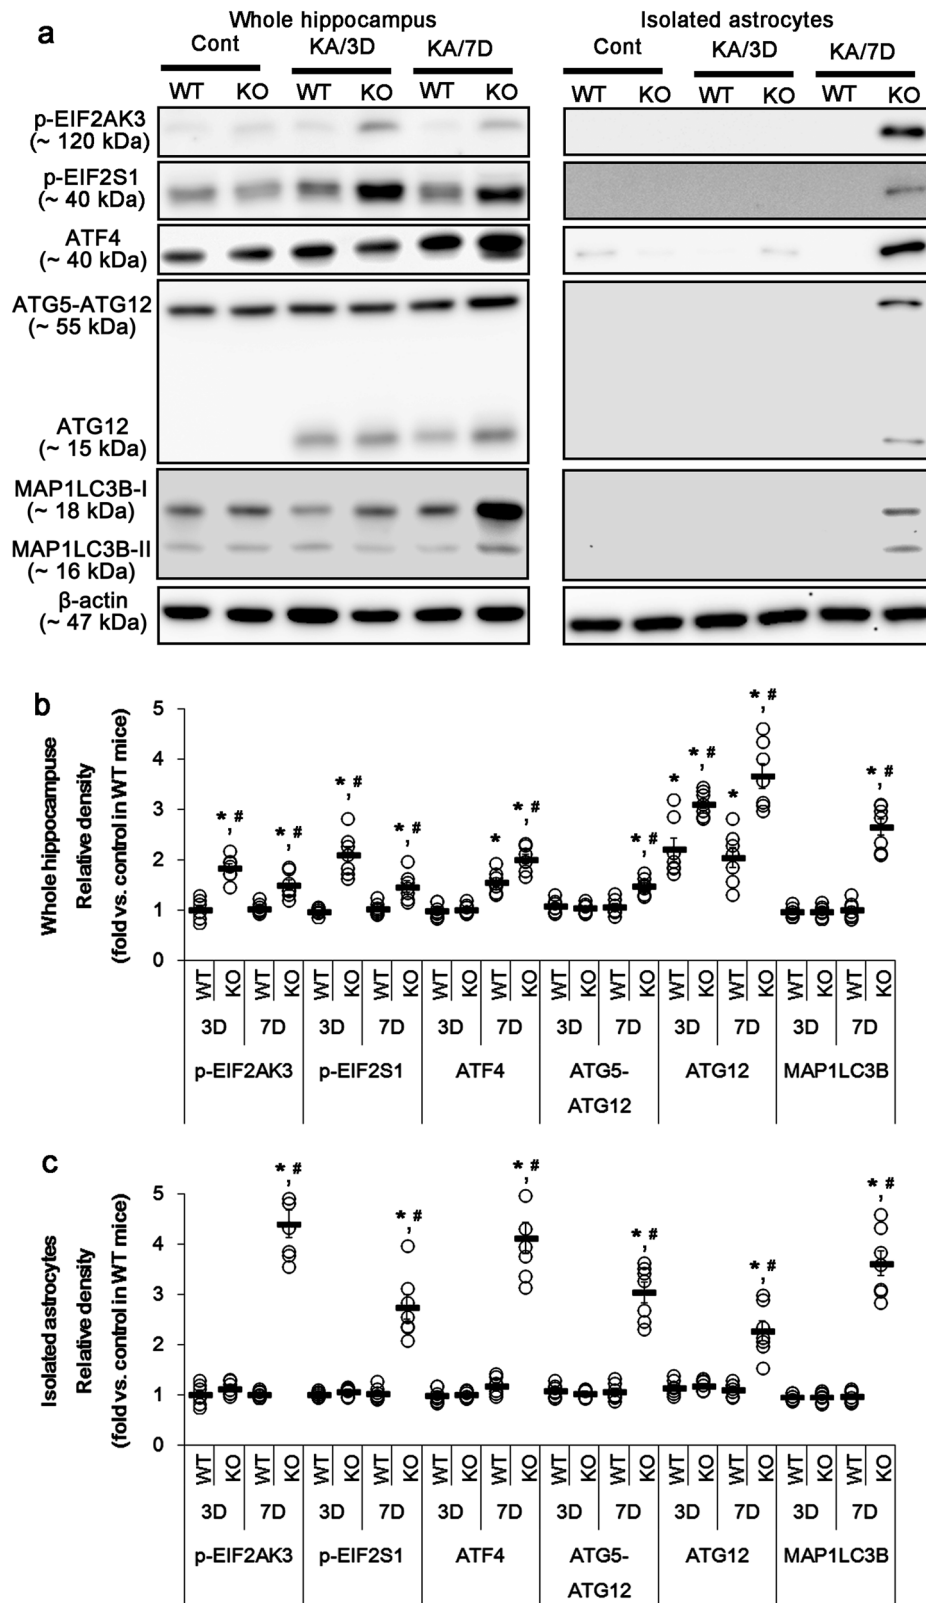 a
Whole hippocampus
Isolated astrocytes
Cont KA/3D KA/7D
Cont KA/3D KA/7D
WT KO WT KO WT KO
WT KO WT KO WT KO
p-EIF2AK3
(~ 120 kDa)
p-EIF2S1
(~ 40 kDa)
ATF4
(~ 40 kDa)
ATG5-ATG12
(~ 55 kDa)
ATG12
(~ 15 kDa)
MAP1LC3B-I
(~ 18 kDa)
MAP1LC3B-II
(~ 16 kDa)
β-actin
(~ 47 kDa)
b
Whole hippocampuse
Relative density
(fold vs. control in WT mice)
5
4
3
2
1
0
*, # *, # *, # *, # * *, # *, # * *, # * *, # *, #
WT KO WT KO WT KO WT KO WT KO WT KO WT KO WT KO WT KO WT KO WT KO WT KO
3D 7D 3D 7D 3D 7D 3D 7D 3D 7D 3D 7D
p-EIF2AK3 p-EIF2S1 ATF4 ATG5-
ATG12 ATG12 MAP1LC3B
c
Isolated astrocytes
Relative density
(fold vs. control in WT mice)
5
4
3
2
1
0
*, # *, # *, # *, # *, # *, #
WT KO WT KO WT KO WT KO WT KO WT KO WT KO WT KO WT KO WT KO WT KO WT KO
3D 7D 3D 7D 3D 7D 3D 7D 3D 7D 3D 7D
p-EIF2AK3 p-EIF2S1 ATF4 ATG5-
ATG12 ATG12 MAP1LC3B